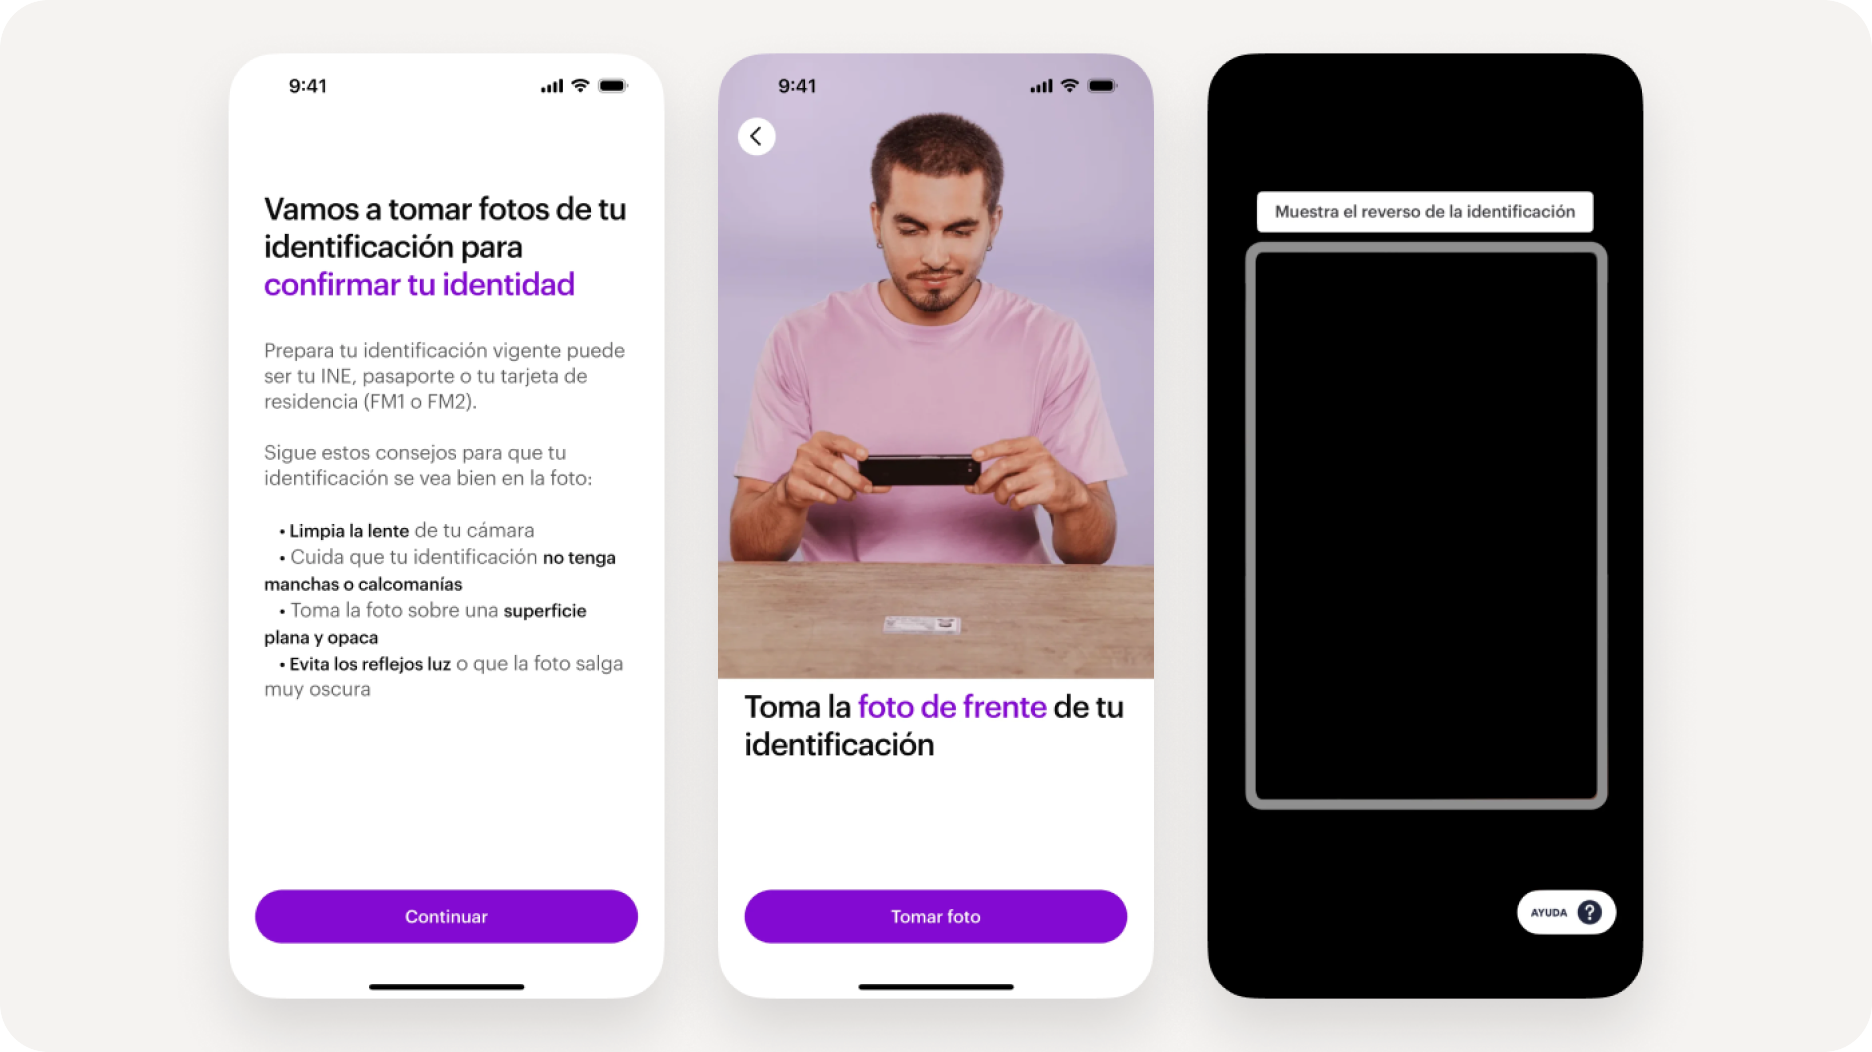 9:41
Vamos a tomar fotos de tu
identificación para
confirmar tu identidad
Prepara tu identificación vigente puede
ser tu INE, pasaporte o tu tarjeta de
residencia (FM1 o FM2).
Sigue estos consejos para que tu
identificación se vea bien en la foto:
• Limpia la lente de tu cámara
• Cuida que tu identificación no tenga
manchas o calcomanías
• Toma la foto sobre una superficie
plana y opaca
• Evita los reflejos luz o que la foto salga
muy oscura
Continuar
9:41
Toma la foto de frente de tu
identificación
Tomar foto
Muestra el reverso de la identificación
AYUDA ?